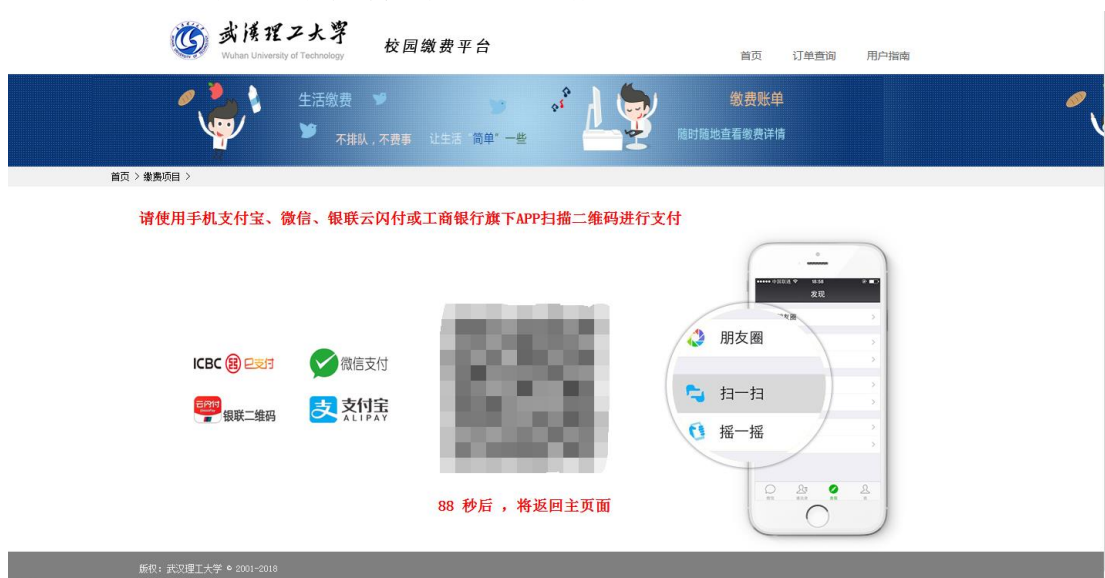 武汉理工大学
Wuhan University of Technology
校园缴费平台
首页 订单查询 用户指南
生活缴费
不排队，不费事 让生活“简单”一些
缴费账单
随时随地查看缴费详情
首页 > 缴费项目 >
请使用手机支付宝、微信、银联云闪付或工商银行旗下APP扫描二维码进行支付
发现
朋友圈
扫一扫
摇一摇
ICBC e支付
微信支付
云闪付
银联二维码
支付宝
ALIPAY
88 秒后 ，将返回主页面
版权：武汉理工大学 © 2001-2018